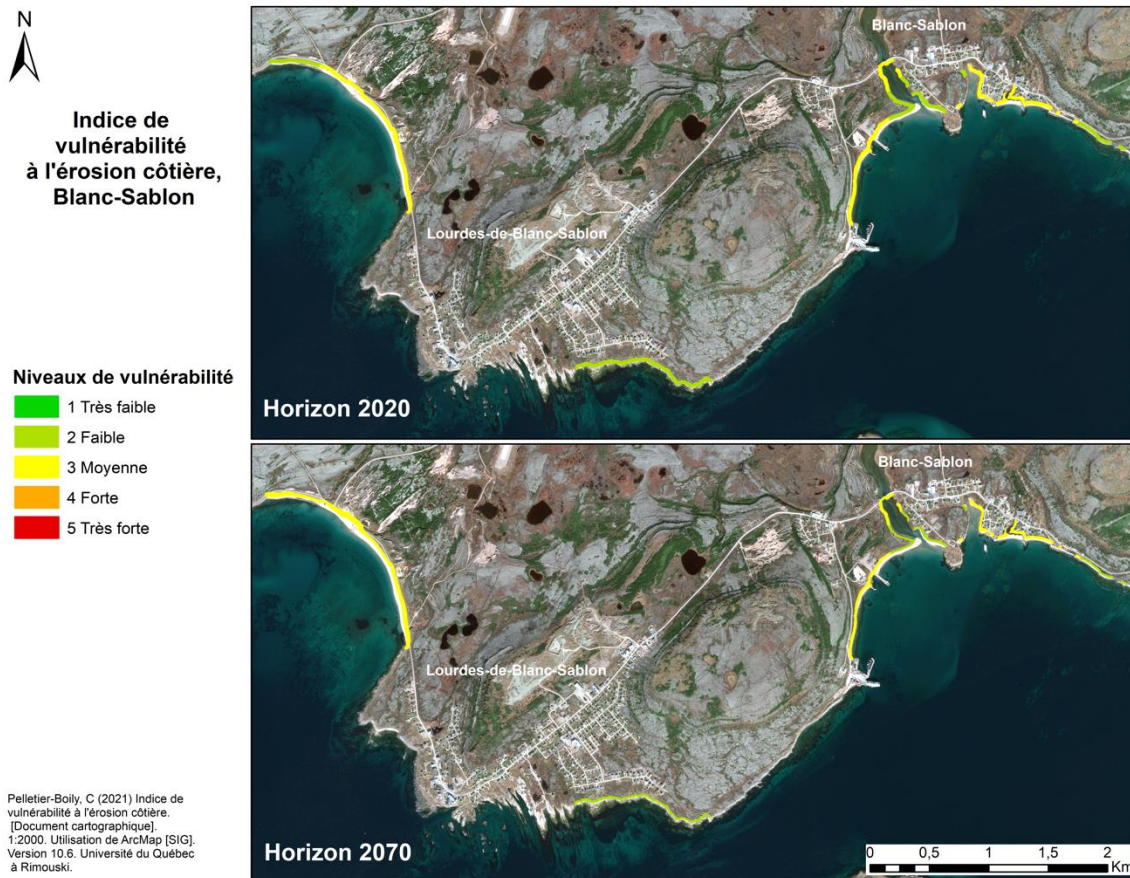 N
Indice de
vulnérabilité
à l'érosion côtière,
Blanc-Sablon
Niveaux de vulnérabilité
1 Très faible
2 Faible
3 Moyenne
4 Forte
5 Très forte
Pelletier-Boily, C (2021) Indice de
vulnérabilité à l'érosion côtière.
[Document cartographique].
1:2000. Utilisation de ArcMap [SIG].
Version 10.6. Université du Québec
à Rimouski.
Blanc-Sablon
Lourdes-de-Blanc-Sablon
Horizon 2020
Blanc-Sablon
Lourdes-de-Blanc-Sablon
Horizon 2070
0 0,5 1 1,5 2
Km